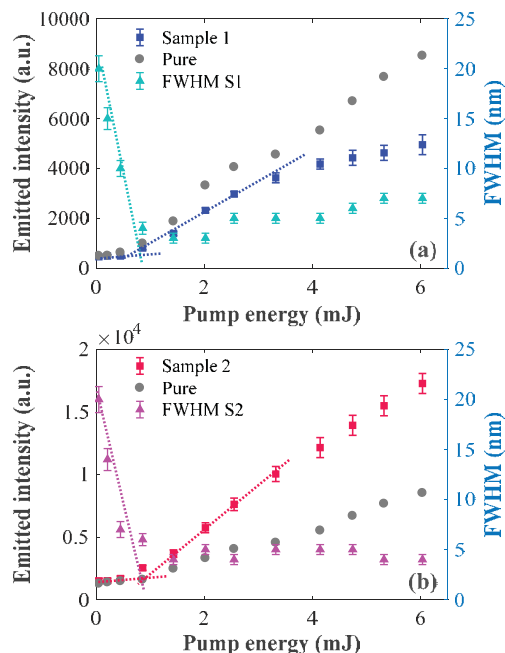 10000
8000
6000
4000
2000
0
Emitted intensity (a.u.)
Sample 1
Pure
FWHM S1
25
20
15
10
5
0
FWHM (nm)
(a)
0 2 4 6
Pump energy (mJ)
× 10⁴
2
1.5
1
0.5
0
Emitted intensity (a.u.)
Sample 2
Pure
FWHM S2
25
20
15
10
5
0
FWHM (nm)
(b)
0 2 4 6
Pump energy (mJ)